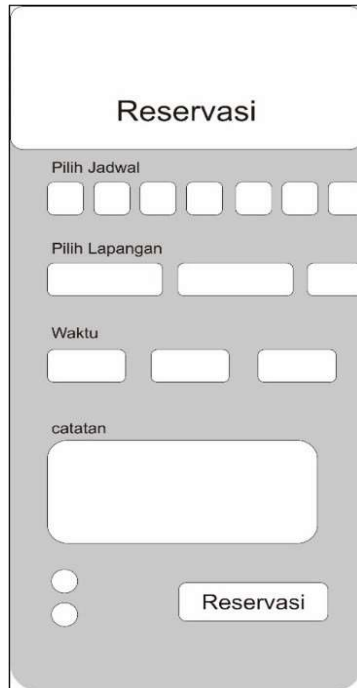 Reservasi
Pilih Jadwal
Pilih Lapangan
Waktu
catatan
Reservasi